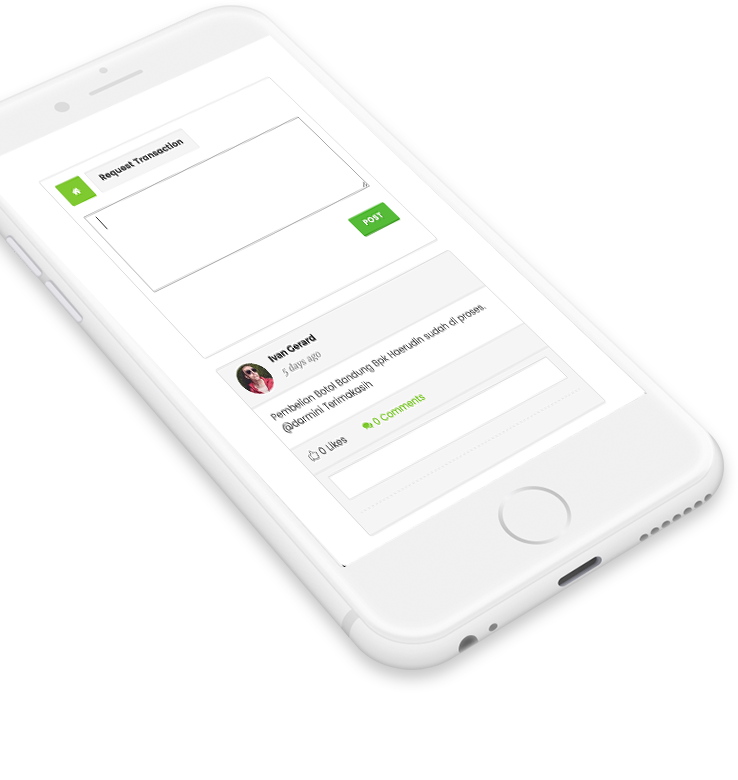 Request Transaction
POST
Ivan Gerard
5 days ago
Pembelian Botol Bandung Bpk Haerudin sudah di proses.
@darmini Terimakasih
0 Likes
0 Comments